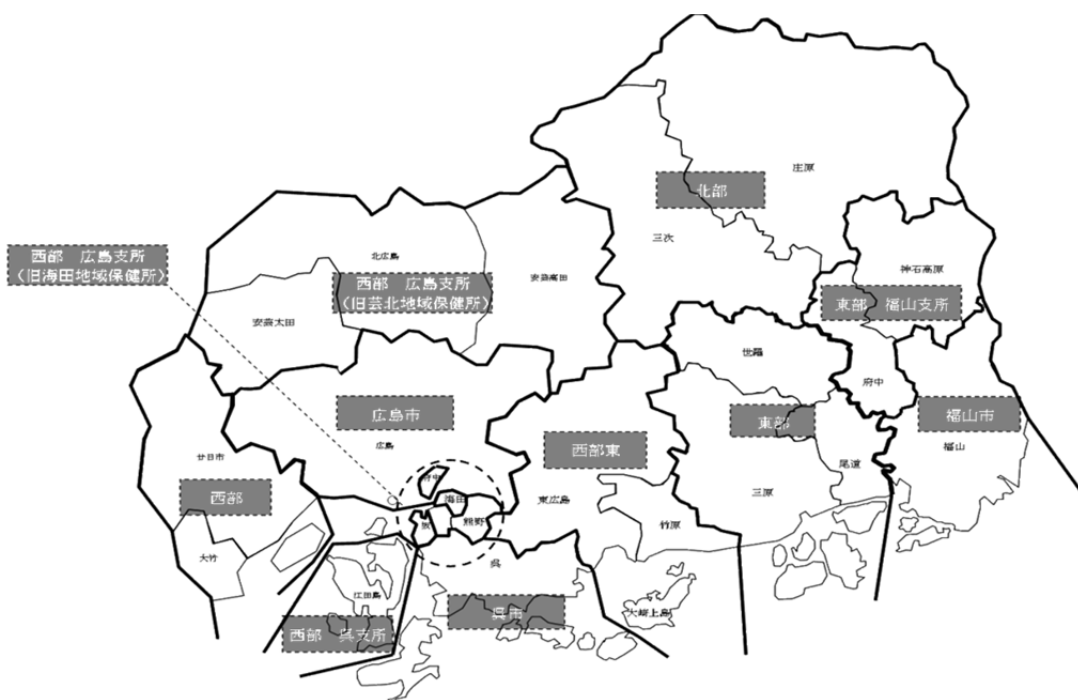 庄原
北部
三次
神石高原
西部 広島支所
(旧海田地域保健所)
北広島
西部 広島支所
(旧芸北地域保健所)
安芸高田
東部 福山支所
安芸太田
世羅
府中
広島市
東部
福山市
広島
西部東
福山
廿日市
尾道
府中
西部
海田
東広島
三原
坂
熊野
竹原
大竹
呉
江田島
呉市
大崎上島
西部 呉支所